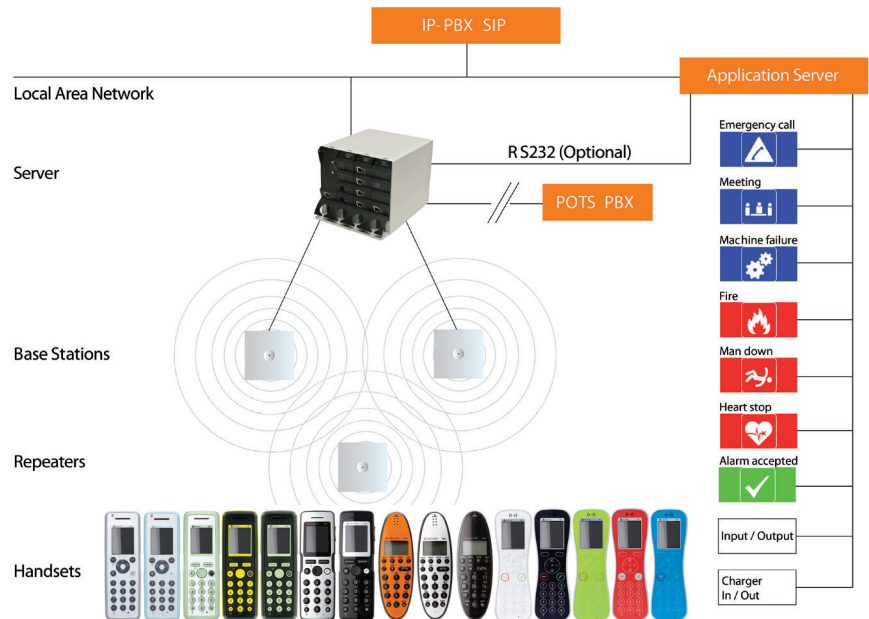 IP-PBX SIP
Application Server
Local Area Network
Emergency call
RS232 (Optional)
Server
Meeting
POTS PBX
Machine failure
Fire
Base Stations
Man down
Heart stop
Repeaters
Alarm accepted
Input / Output
Handsets
Charger
In / Out